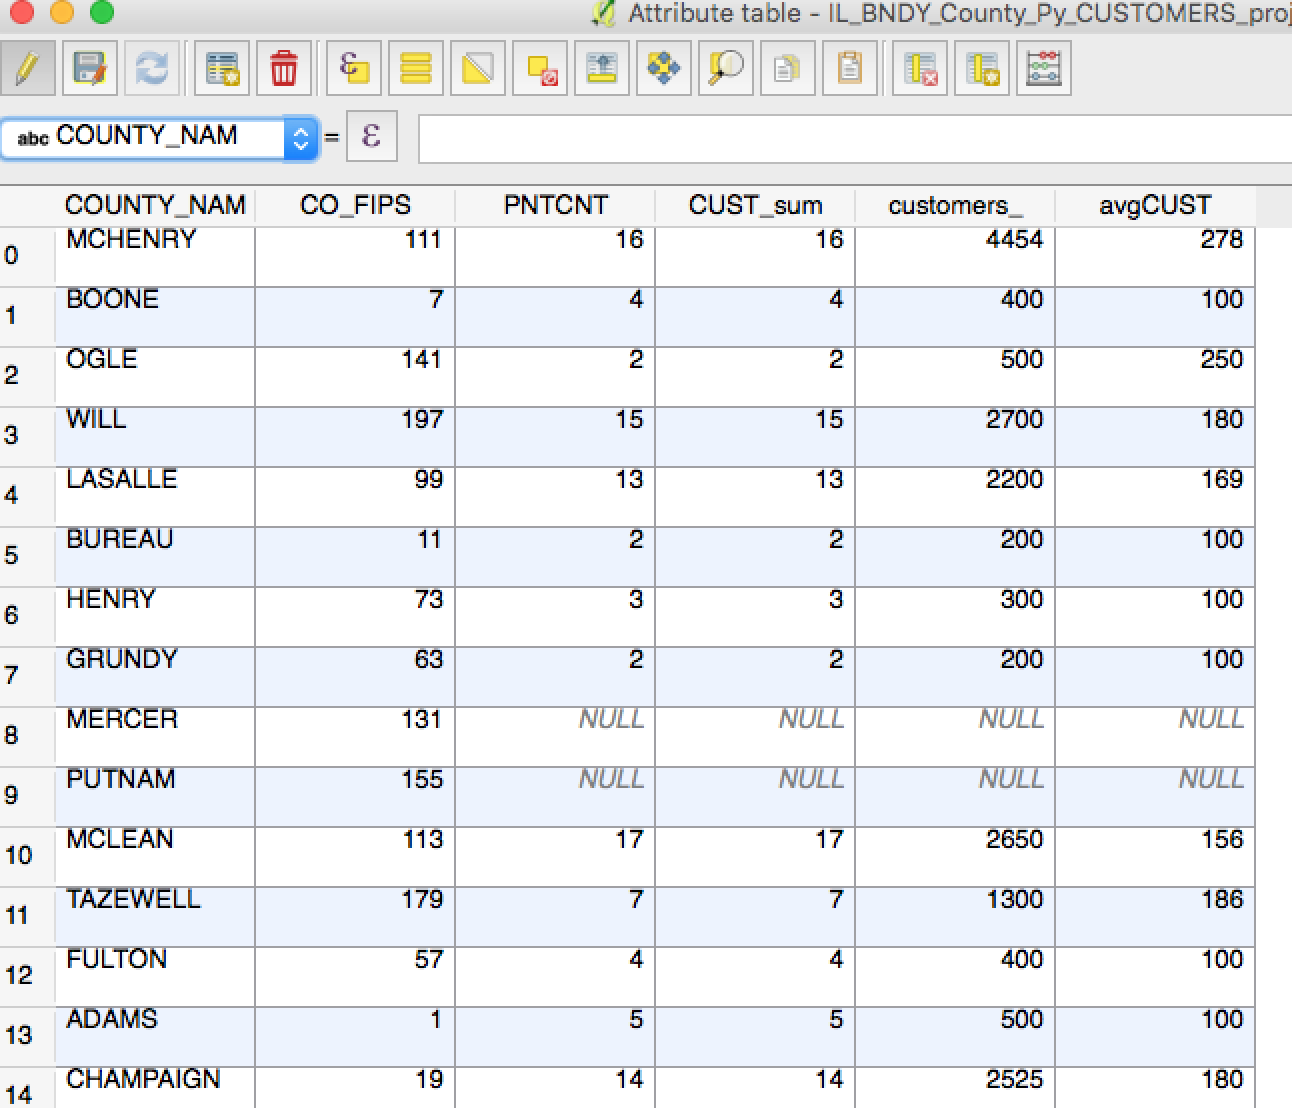 Attribute table - IL_BNDY_County_Py_CUSTOMERS_proj
abc COUNTY_NAM = ε
COUNTY_NAM CO_FIPS PNTCNT CUST_sum customers_ avgCUST
0 MCHENRY 111 16 16 4454 278
1 BOONE 7 4 4 400 100
2 OGLE 141 2 2 500 250
3 WILL 197 15 15 2700 180
4 LASALLE 99 13 13 2200 169
5 BUREAU 11 2 2 200 100
6 HENRY 73 3 3 300 100
7 GRUNDY 63 2 2 200 100
8 MERCER 131 NULL NULL NULL NULL
9 PUTNAM 155 NULL NULL NULL NULL
10 MCLEAN 113 17 17 2650 156
11 TAZEWELL 179 7 7 1300 186
12 FULTON 57 4 4 400 100
13 ADAMS 1 5 5 500 100
14 CHAMPAIGN 19 14 14 2525 180